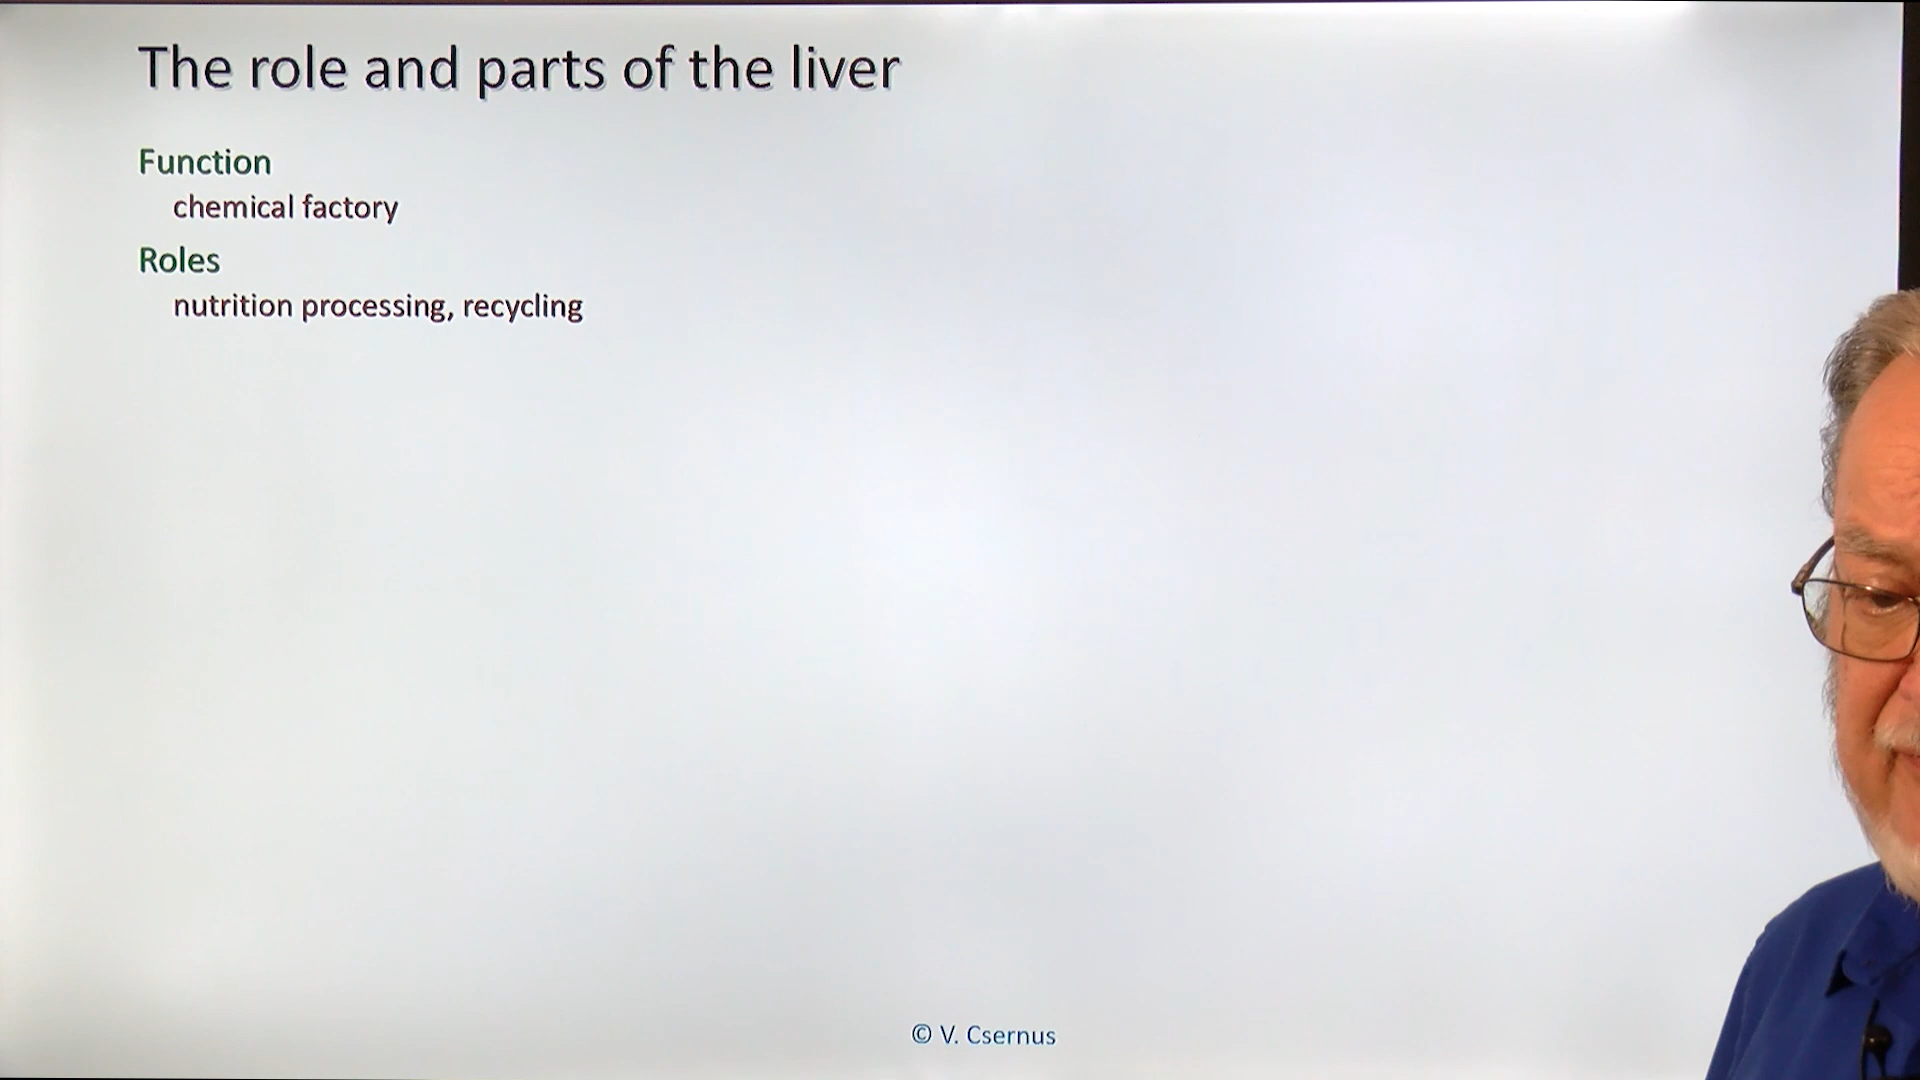 The role and parts of the liver
Function
chemical factory
Roles
nutrition processing, recycling
© V. Csernus